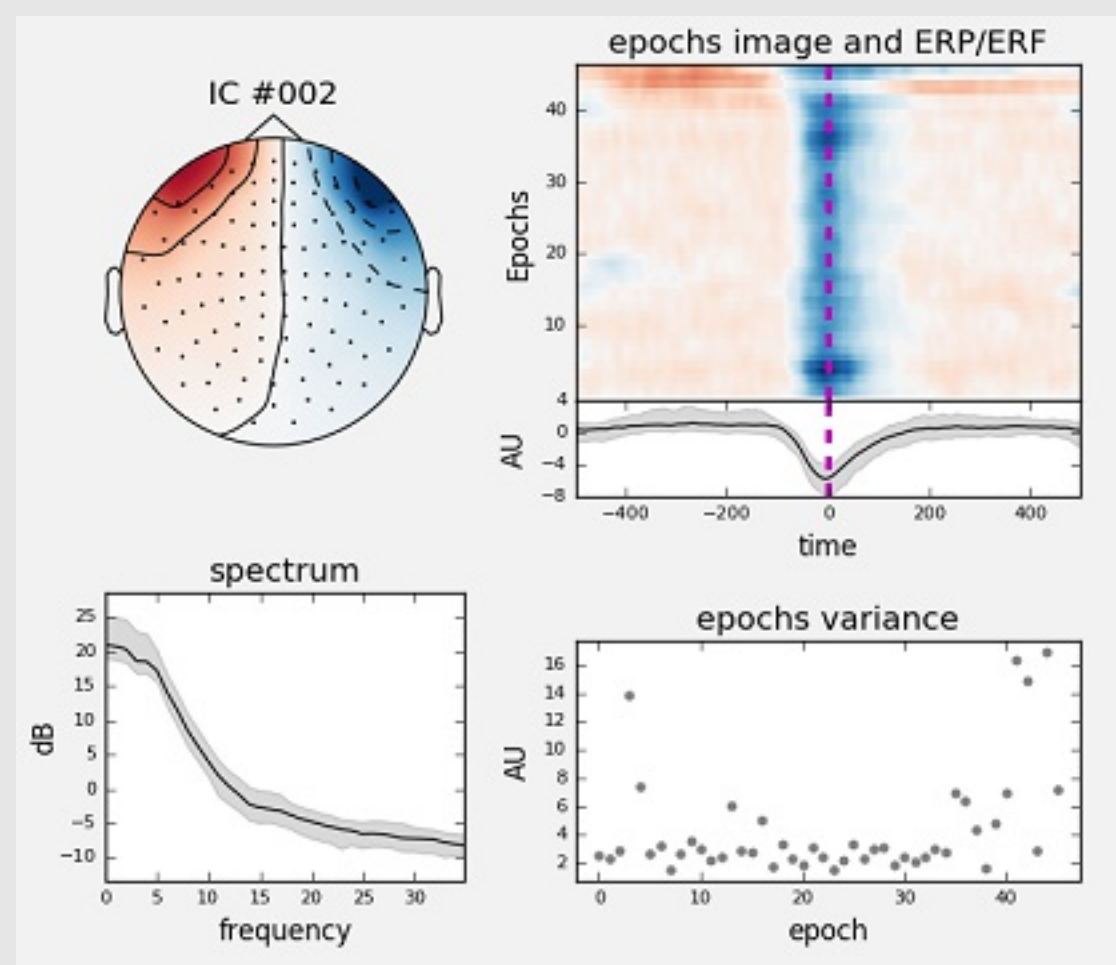 IC #002
epochs image and ERP/ERF
Epochs
40
30
20
10
AU
4
0
−4
−8
−400 −200 0 200 400
time
spectrum
dB
25
20
15
10
5
0
−5
−10
0 5 10 15 20 25 30
frequency
epochs variance
AU
16
14
12
10
8
6
4
2
0 10 20 30 40
epoch